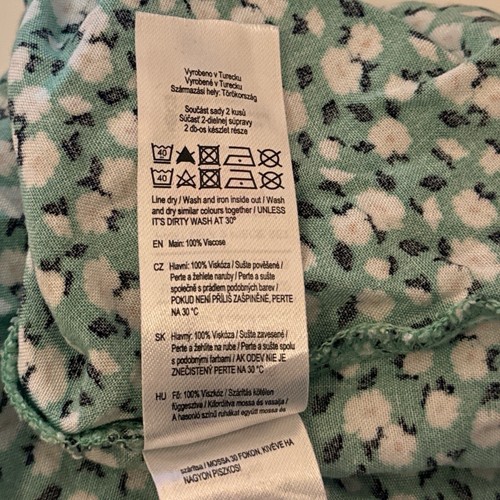 Vyrobeno v Turecku
Vyrobené v Turecku
Származási hely: Törökország
Součást sady 2 kusů
Súčasť 2-dielnej súpravy
2 db-os készlet része
40
40
Line dry / Wash and iron inside out / Wash
and dry similar colours together / UNLESS
IT'S DIRTY WASH AT 30°
EN Main: 100% Viscose
CZ Hlavní: 100% Viskóza / Sušte pověšené /
Perte a žehlete naruby / Perte a sušte
společně s prádlem podobných barev /
POKUD NENÍ PŘÍLIŠ ZAŠPINĚNÉ, PERTE
NA 30 °C
SK Hlavný: 100% Viskóza / Sušte zavesené /
Perte a žehlite na rube / Perte a sušte spolu
s podobnými farbami / AK ODEV NIE JE
ZNEČISTENÝ PERTE NA 30 °C
HU Fő: 100% Viszkóz / Szárítás kötélen
függesztve / Kifordítva mossa és vasalja /
A hasonló színű ruhákat együtt mossa és
szárítsa / MOSSA 30 FOKON, KIVÉVE HA
NAGYON PISZKOS!